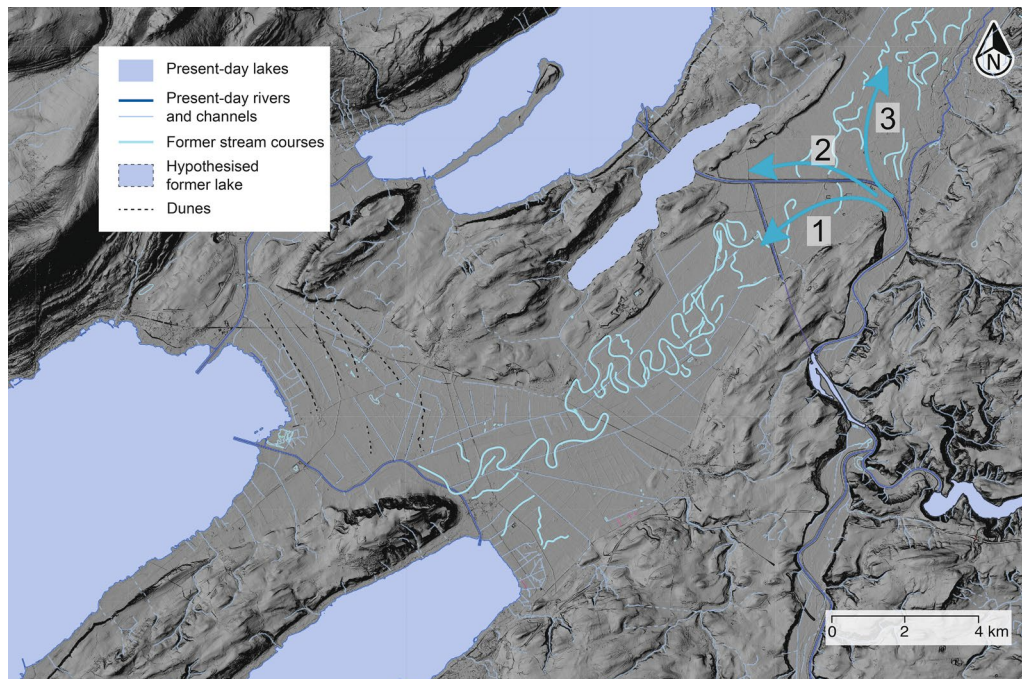 Present-day lakes
Present-day rivers
and channels
Former stream courses
Hypothesised
former lake
Dunes
N
3
2
1
0 2 4 km